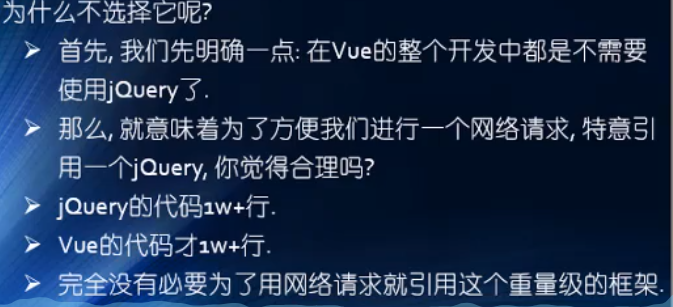 为什么不选择它呢?
➢ 首先, 我们先明确一点: 在Vue的整个开发中都是不需要
使用jQuery了.
➢ 那么, 就意味着为了方便我们进行一个网络请求, 特意引
用一个jQuery, 你觉得合理吗?
➢ jQuery的代码1w+行.
➢ Vue的代码才1w+行.
➢ 完全没有必要为了用网络请求就引用这个重量级的框架.